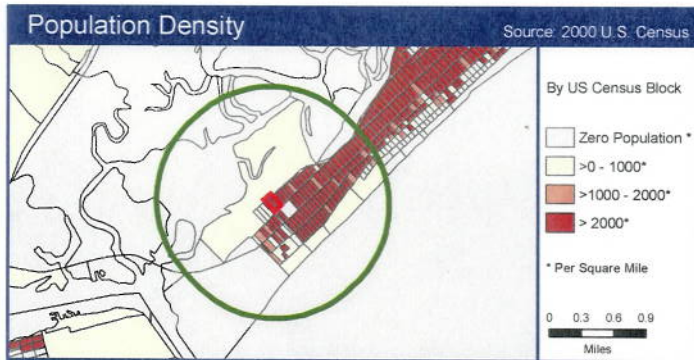 Population Density
Source: 2000 U.S. Census
By US Census Block
Zero Population *
>0 - 1000*
>1000 - 2000*
> 2000*
* Per Square Mile
0 0.3 0.6 0.9
Miles